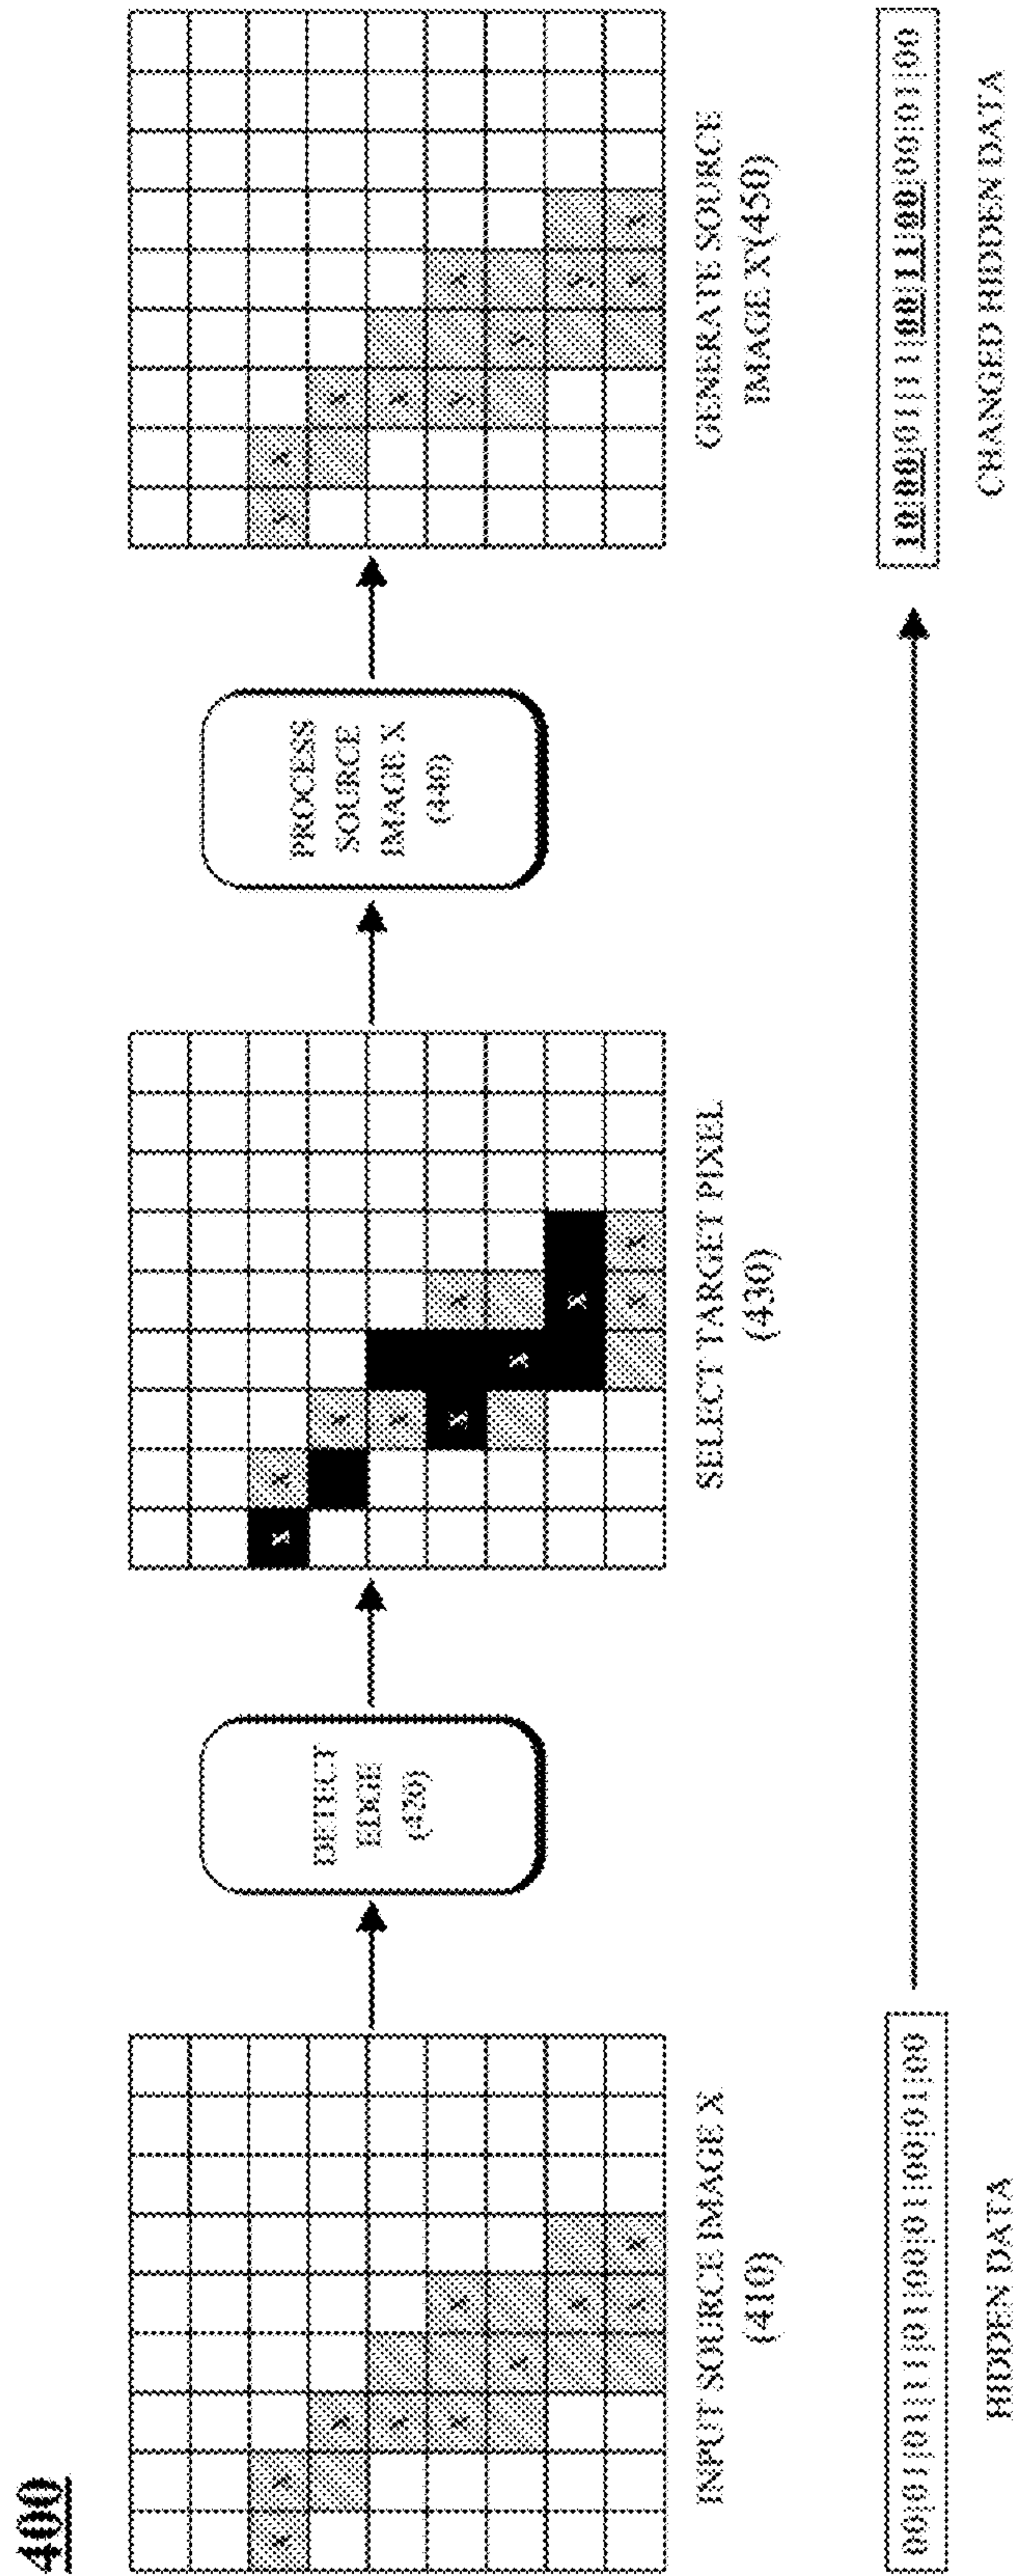 400
INPUT SOURCE IMAGE X
(410)
DETECT
EDGE
(420)
SELECT TARGET PIXEL
(430)
PROCESS
SOURCE
IMAGE X
(440)
GENERATE SOURCE
IMAGE X'(450)
HIDDEN DATA
CHANGED HIDDEN DATA